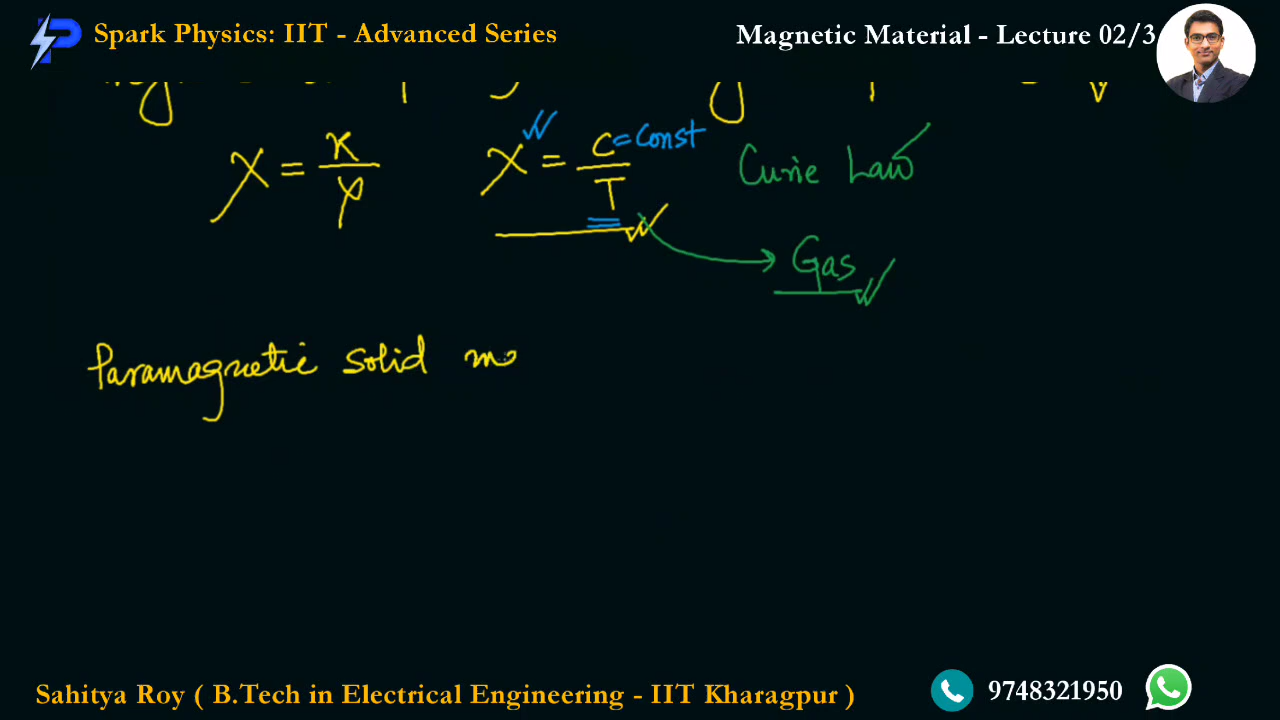 Spark Physics: IIT - Advanced Series
Magnetic Material - Lecture 02/3
χ = K/ρ χ = C/T = Const Curie Law
Gas
Paramagnetic solid
Sahitya Roy ( B.Tech in Electrical Engineering - IIT Kharagpur )
9748321950